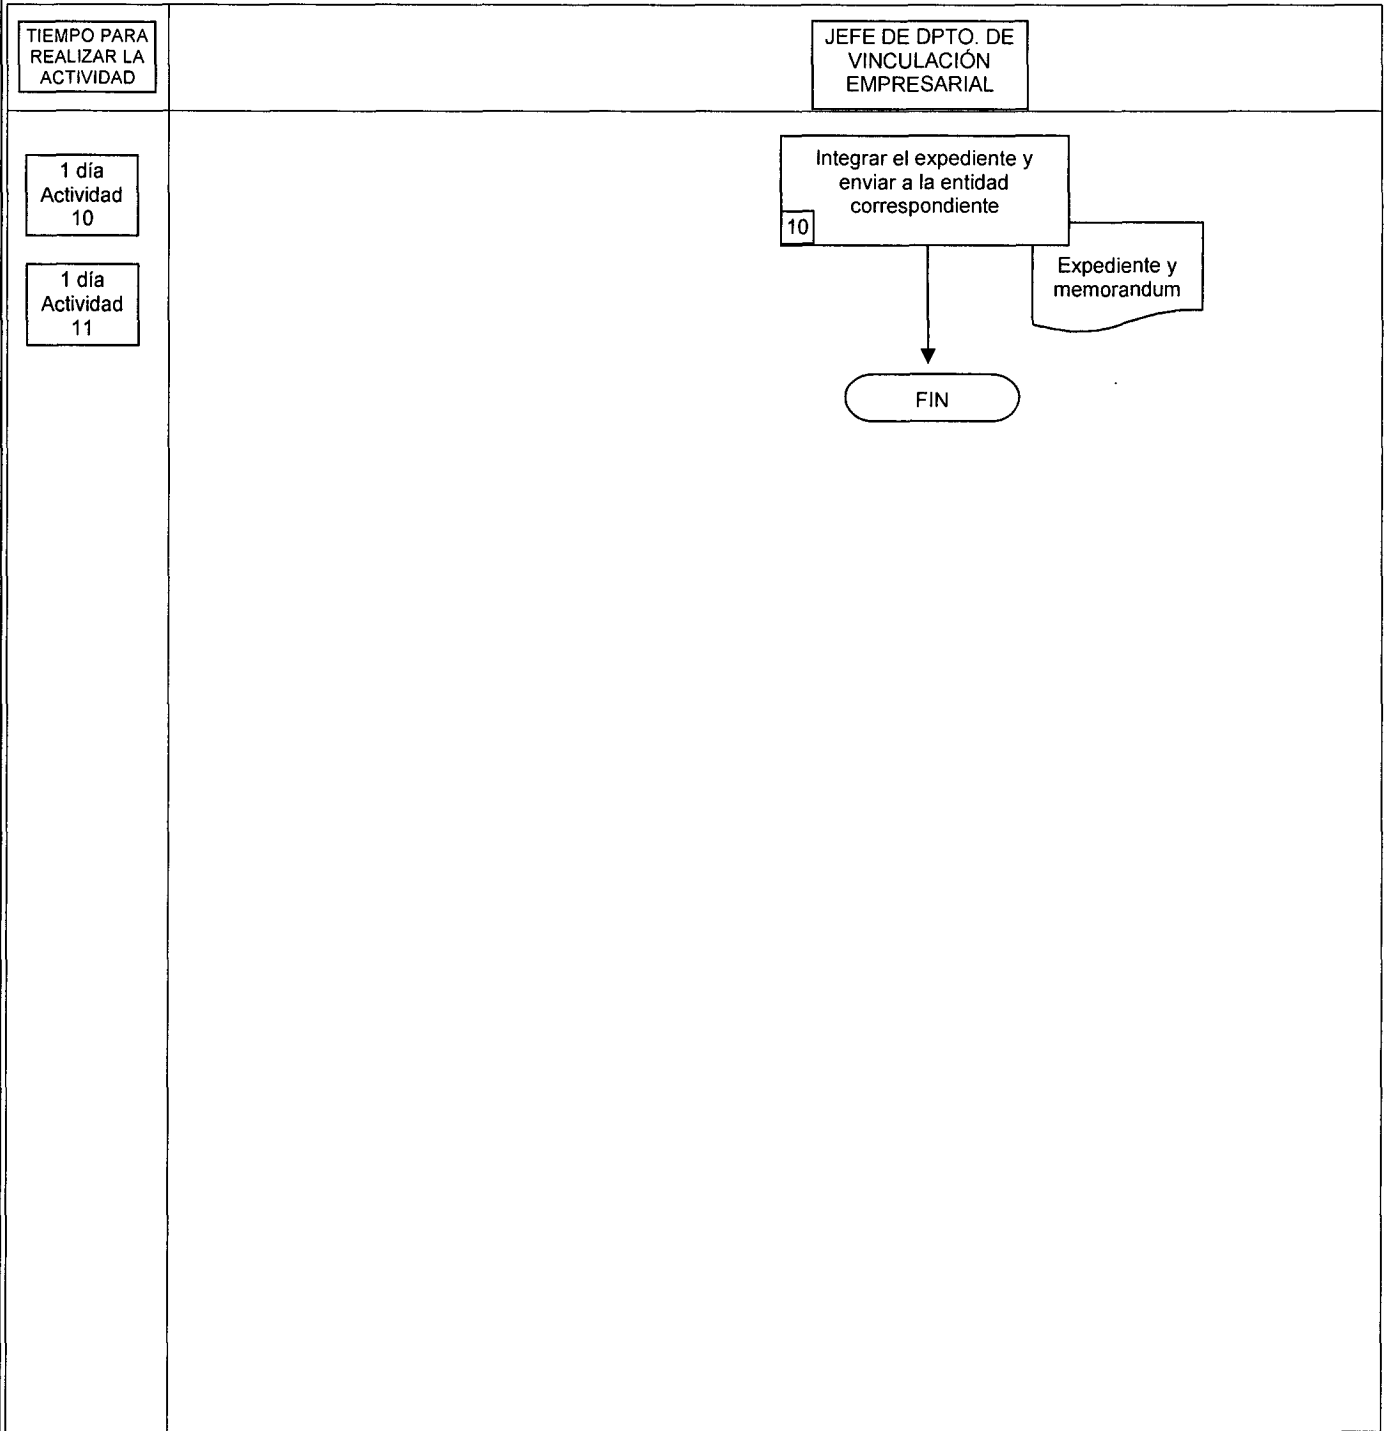 TIEMPO PARA
REALIZAR LA
ACTIVIDAD
JEFE DE DPTO. DE
VINCULACIÓN
EMPRESARIAL
1 día
Actividad
10
Integrar el expediente y
enviar a la entidad
correspondiente
10
Expediente y
memorandum
1 día
Actividad
11
FIN